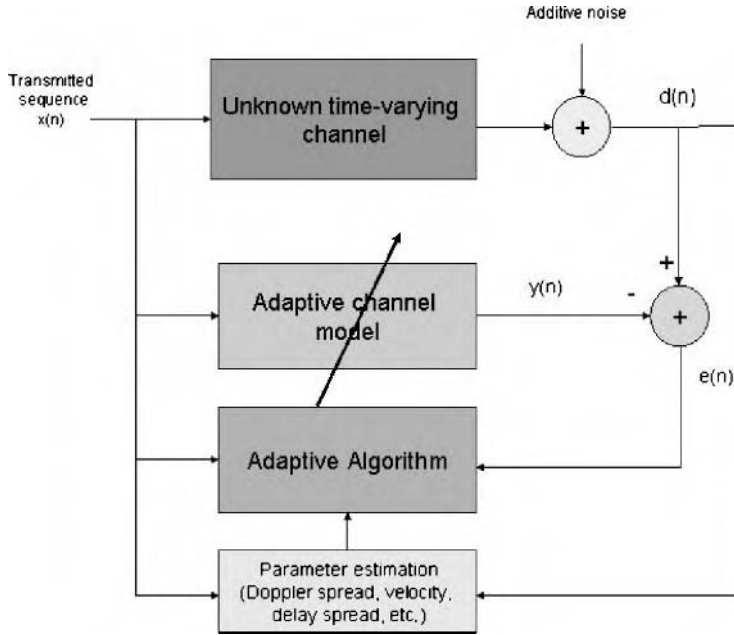 Additive noise
Transmitted
sequence
x(n)
Unknown time-varying
channel
+
d(n)
+
Adaptive channel
model
y(n)
-
+
e(n)
Adaptive Algorithm
Parameter estimation
(Doppler spread, velocity,
delay spread, etc.)